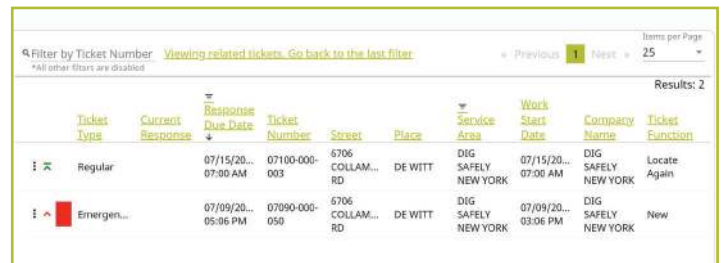 Items per Page
Filter by Ticket Number Viewing related tickets. Go back to the last filter « Previous 1 Next » 25
*All other filters are disabled
Results: 2
Ticket Type Current Response Response Due Date Ticket Number Street Place Service Area Work Start Date Company Name Ticket Function
Regular 07/15/20... 07:00 AM 07100-000-003 6706 COLLAM... RD DE WITT DIG SAFELY NEW YORK 07/15/20... 07:00 AM DIG SAFELY NEW YORK Locate Again
Emergen... 07/09/20... 05:06 PM 07090-000-050 6706 COLLAM... RD DE WITT DIG SAFELY NEW YORK 07/09/20... 03:06 PM DIG SAFELY NEW YORK New